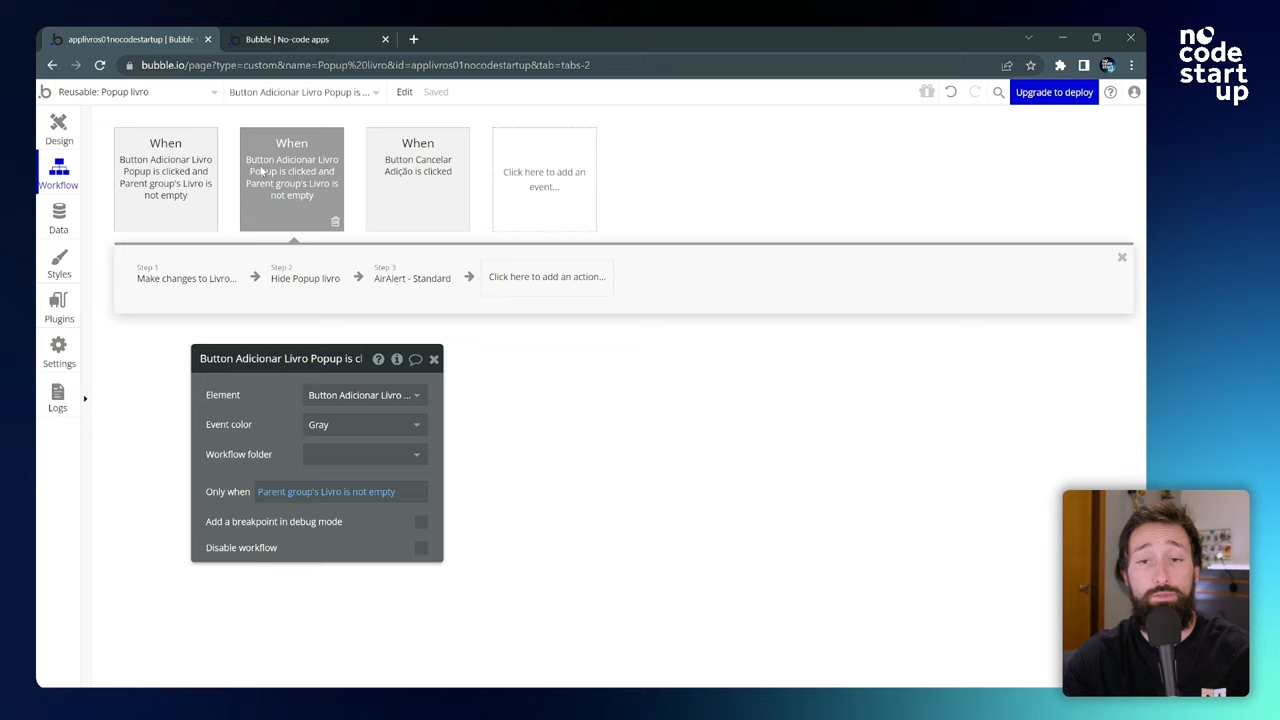 applivros01nocodestartup | Bubble
Bubble | No-code apps
bubble.io/page?type=custom&name=Popup%20livro&id=applivros01nocodestartup&tab=tabs-2
no
code
start
up
Reusable: Popup livro
Button Adicionar Livro Popup is ...
Edit
Saved
Upgrade to deploy
Design
Workflow
Data
Styles
Plugins
Settings
Logs
When
Button Adicionar Livro
Popup is clicked and
Parent group's Livro is
not empty
When
Button Adicionar Livro
Popup is clicked and
Parent group's Livro is
not empty
When
Button Cancelar
Adição is clicked
Click here to add an
event...
Step 1
Make changes to Livro...
Step 2
Hide Popup livro
Step 3
AirAlert - Standard
Click here to add an action...
Button Adicionar Livro Popup is cl
Element
Button Adicionar Livro ...
Event color
Gray
Workflow folder
Only when
Parent group's Livro is not empty
Add a breakpoint in debug mode
Disable workflow